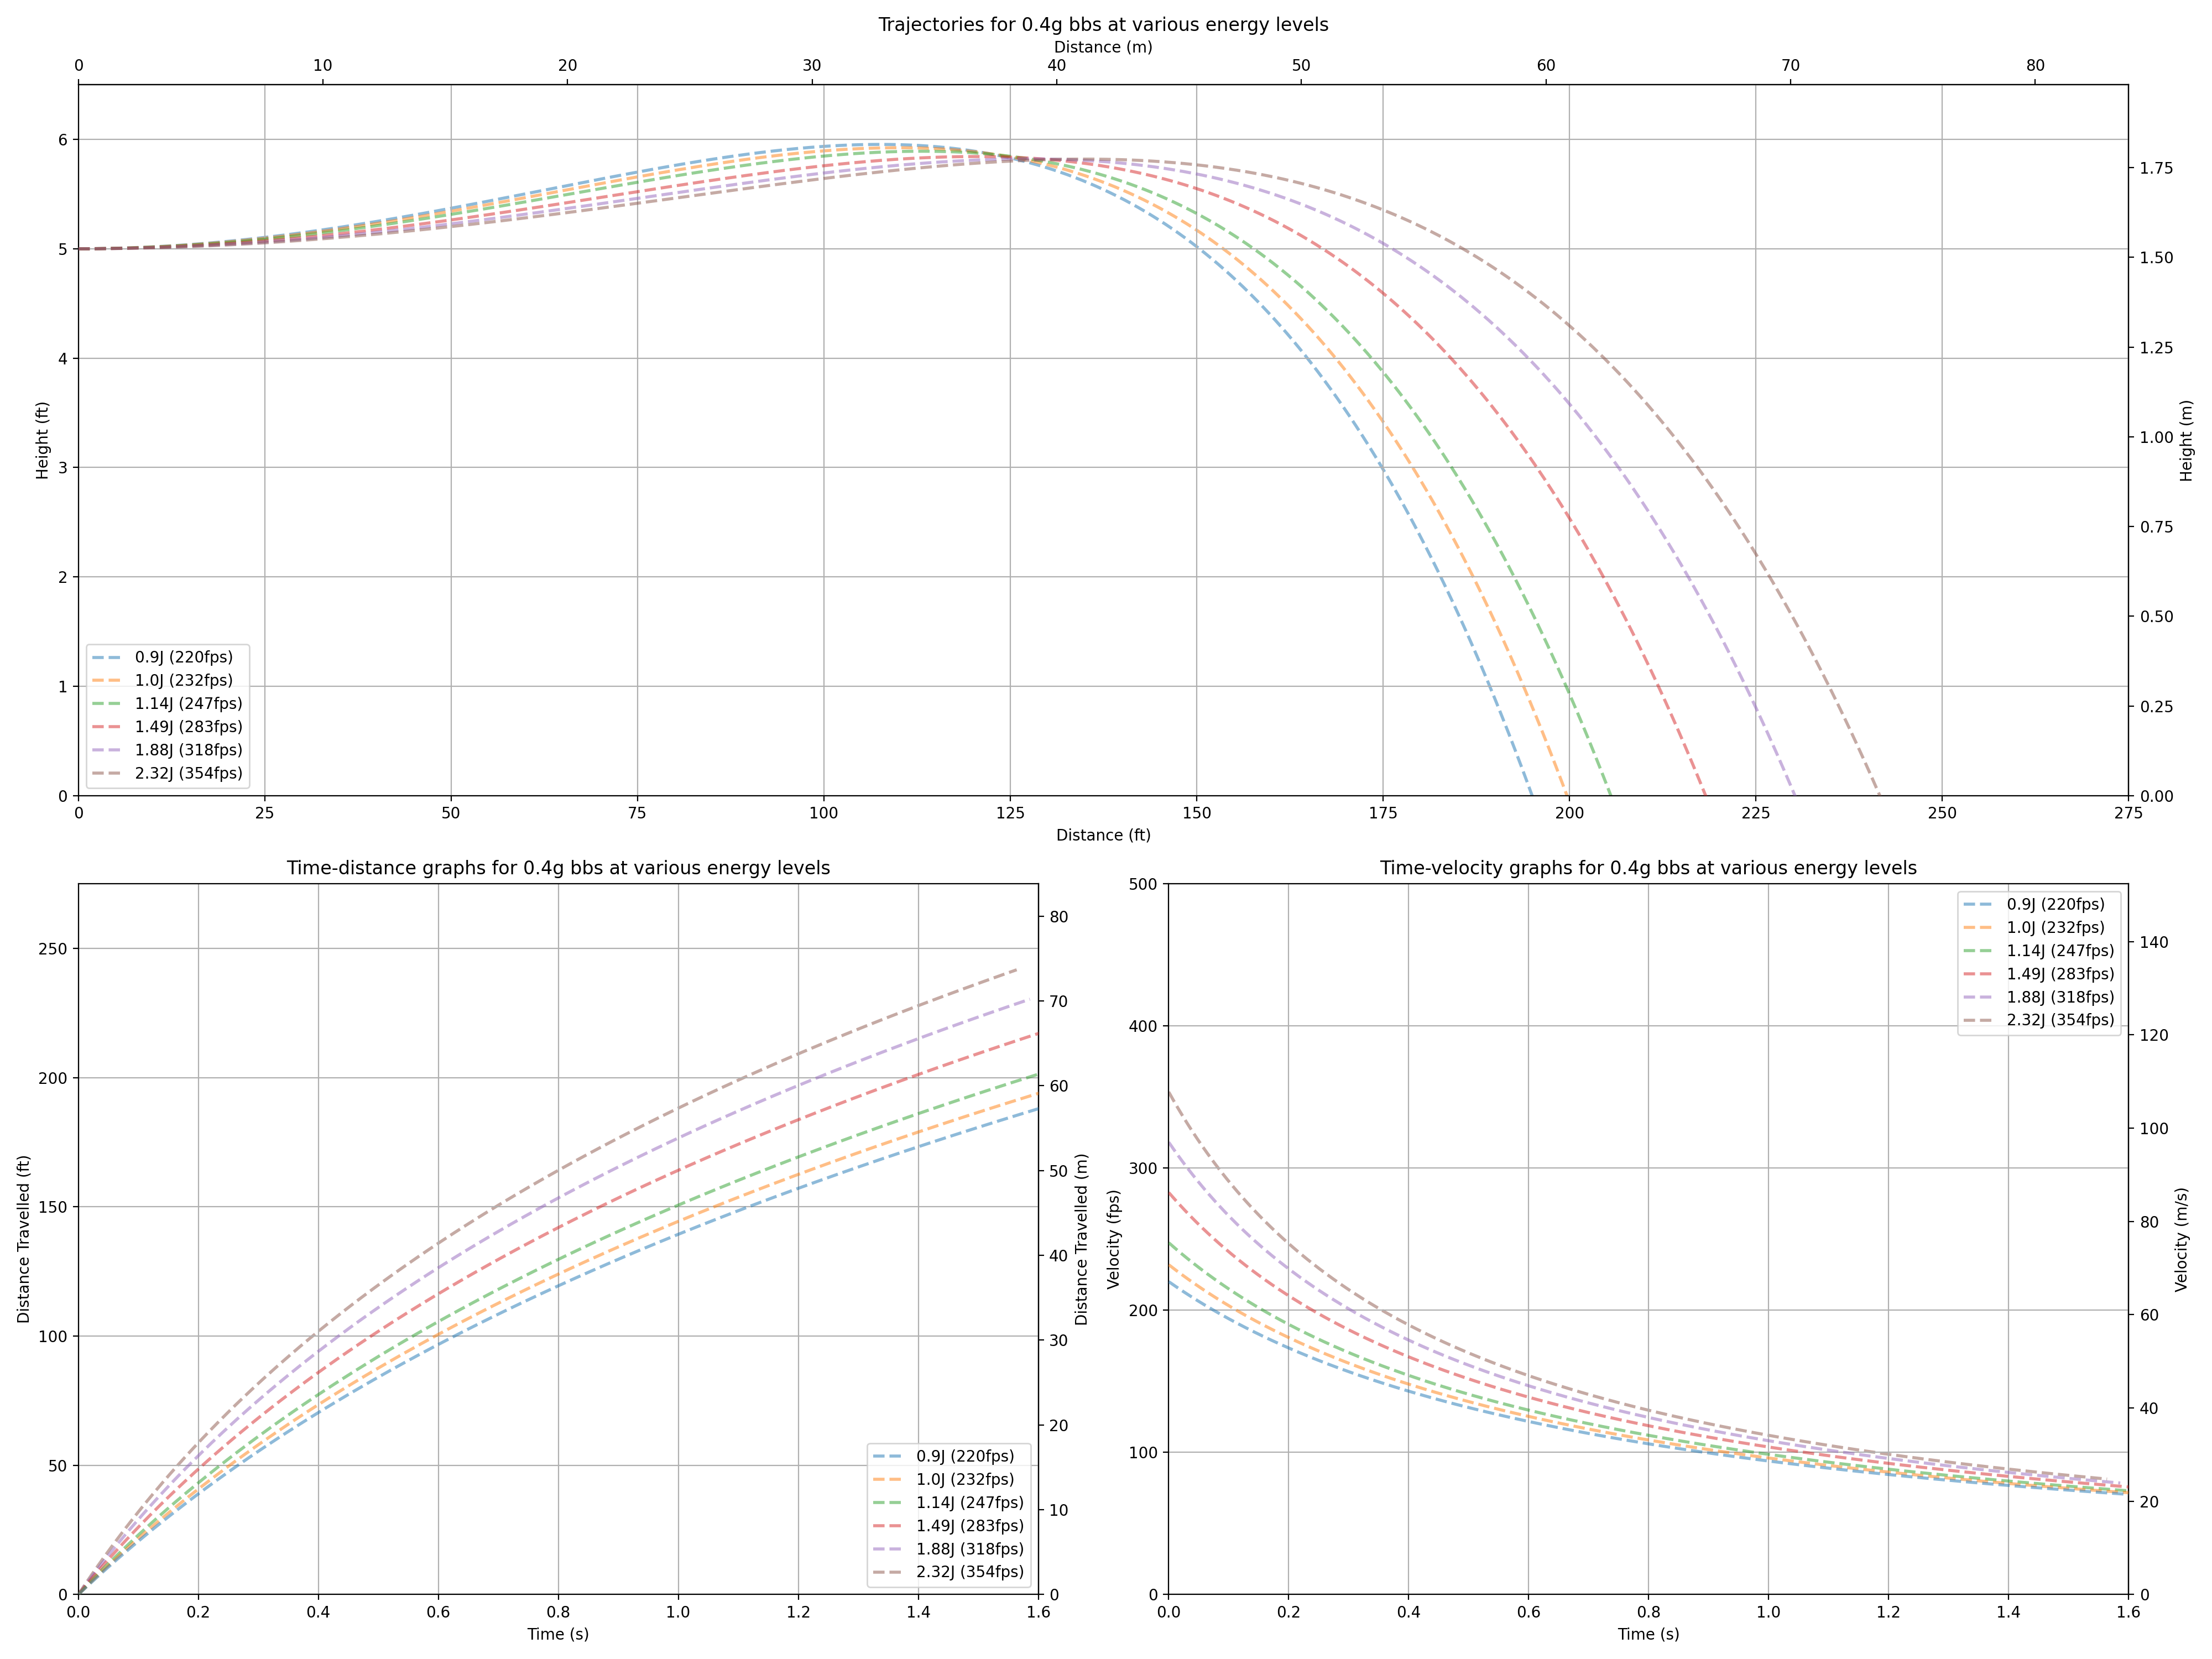 Trajectories for 0.4g bbs at various energy levels
Distance (m)
0 10 20 30 40 50 60 70 80
6
5
4
3
2
1
0
Height (ft)
1.75
1.50
1.25
1.00
0.75
0.50
0.25
0.00
Height (m)
0.9J (220fps)
1.0J (232fps)
1.14J (247fps)
1.49J (283fps)
1.88J (318fps)
2.32J (354fps)
0 25 50 75 100 125 150 175 200 225 250 275
Distance (ft)
Time-distance graphs for 0.4g bbs at various energy levels
250
200
150
100
50
0
Distance Travelled (ft)
80
70
60
50
40
30
20
10
0
Distance Travelled (m)
0.9J (220fps)
1.0J (232fps)
1.14J (247fps)
1.49J (283fps)
1.88J (318fps)
2.32J (354fps)
0.0 0.2 0.4 0.6 0.8 1.0 1.2 1.4 1.6
Time (s)
Time-velocity graphs for 0.4g bbs at various energy levels
500
400
300
200
100
0
Velocity (fps)
0.9J (220fps)
1.0J (232fps)
1.14J (247fps)
1.49J (283fps)
1.88J (318fps)
2.32J (354fps)
140
120
100
80
60
40
20
0
Velocity (m/s)
0.0 0.2 0.4 0.6 0.8 1.0 1.2 1.4 1.6
Time (s)